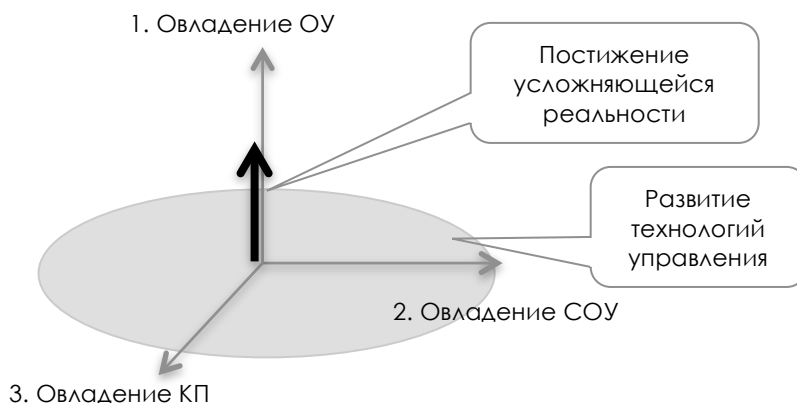 1. Овладение ОУ
Постижение
усложняющейся
реальности
Развитие
технологий
управления
2. Овладение СОУ
3. Овладение КП